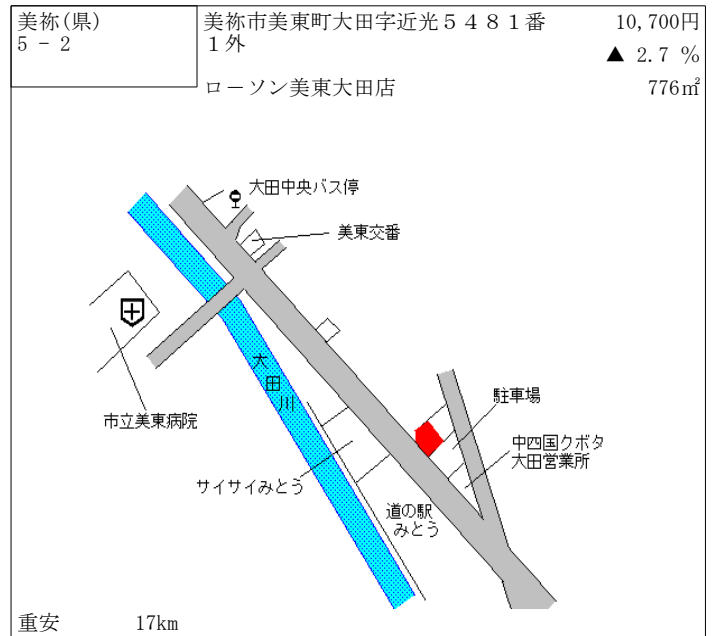 美祢(県)
5 - 2
美祢市美東町大田字近光５４８１番
１外
10,700円
▲ 2.7 %
ローソン美東大田店
776㎡
大田中央バス停
美東交番
大田川
市立美東病院
駐車場
中四国クボタ
大田営業所
サイサイみとう
道の駅
みとう
重安 17km